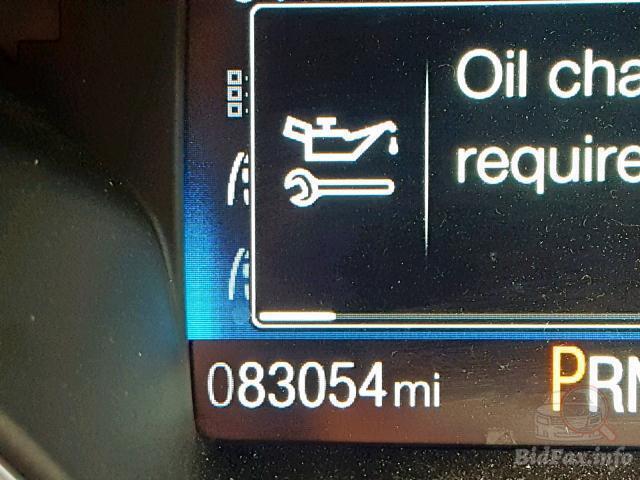 Oil cha
require
083054 mi PRN
BidFax.info